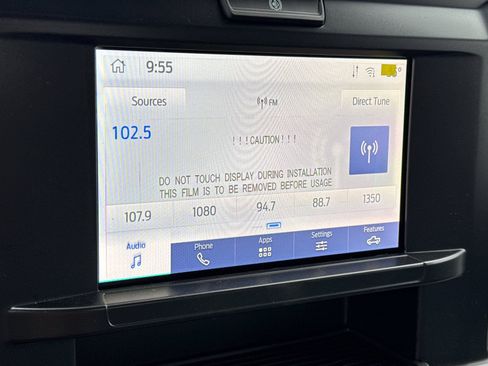 9:55
Sources
FM
Direct Tune
102.5
! ! ! CAUTION ! ! !
DO NOT TOUCH DISPLAY DURING INSTALLATION
THIS FILM IS TO BE REMOVED BEFORE USAGE
107.9 1080 94.7 88.7 1350
Audio Phone Apps Settings Features